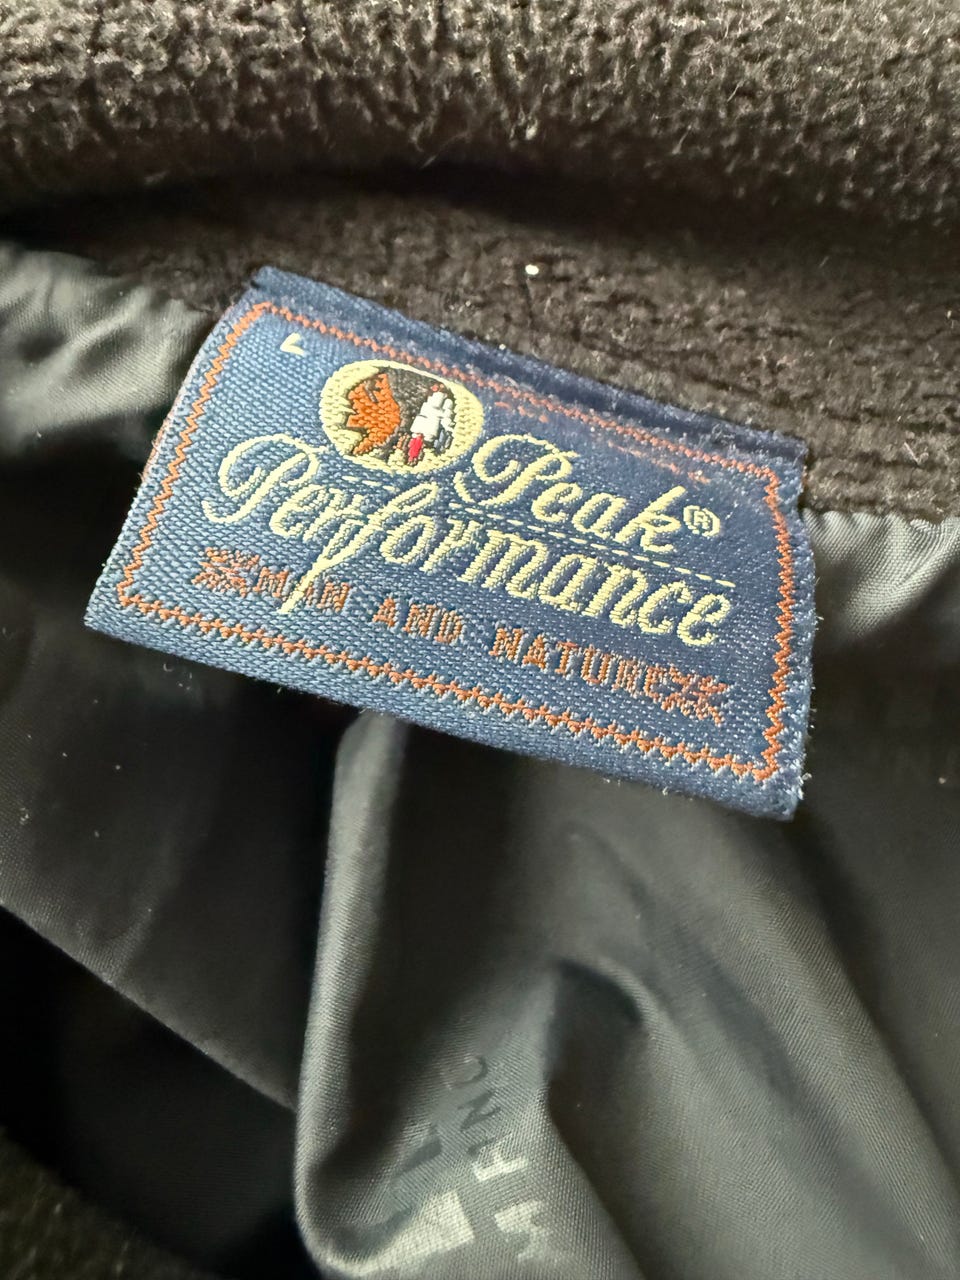 L
Peak®
Performance
MAN AND NATURE